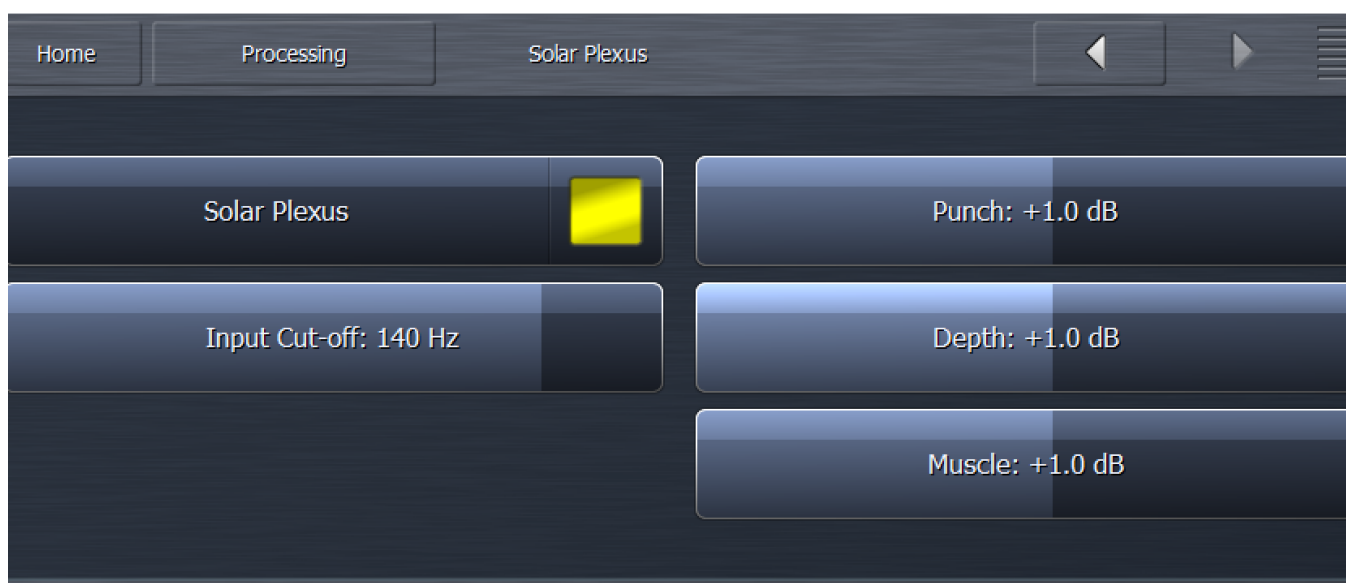 Home Processing Solar Plexus
Solar Plexus
Input Cut-off: 140 Hz
Punch: +1.0 dB
Depth: +1.0 dB
Muscle: +1.0 dB